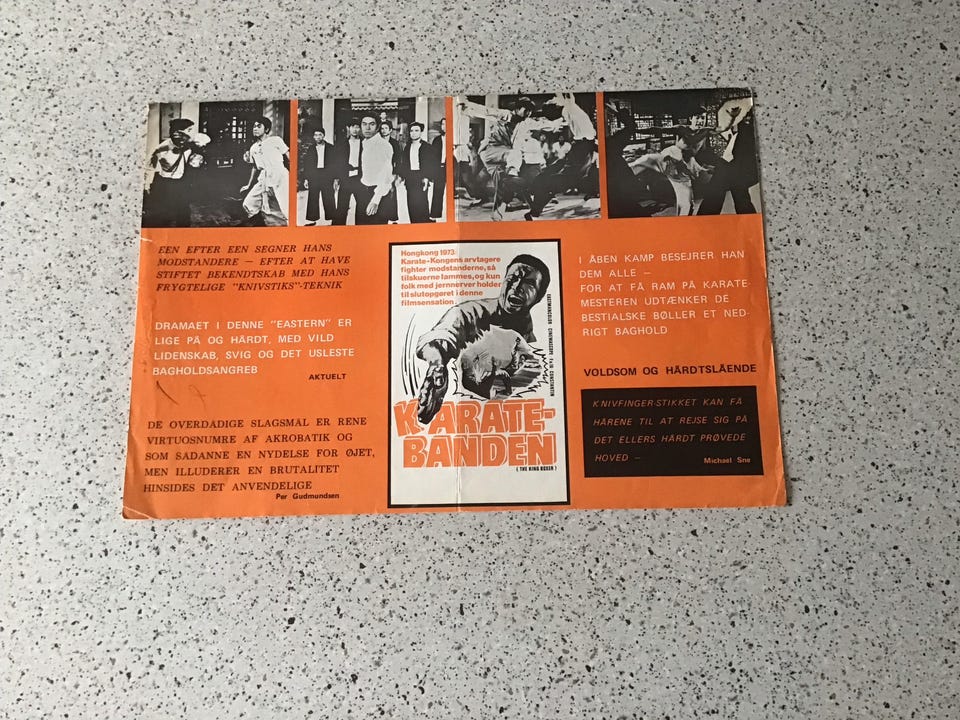 EEN EFTER EEN SEGNER HANS
MODSTANDERE – EFTER AT HAVE
STIFTET BEKENDTSKAB MED HANS
FRYGTELIGE "KNIVSTIKS"-TEKNIK
DRAMAET I DENNE "EASTERN" ER
LIGE PÅ OG HÅRDT, MED VILD
LIDENSKAB, SVIG OG DET USLESTE
BAGHOLDSANGREB
AKTUELT
DE OVERDÅDIGE SLAGSMÅL ER RENE
VIRTUOSNUMRE AF AKROBATIK OG
SOM SÅDANNE EN NYDELSE FOR ØJET,
MEN ILLUDERER EN BRUTALITET
HINSIDES DET ANVENDELIGE
Per Gudmundsen
Hongkong 1973:
Karate-Kongens arvtagere
fighter modstanderne, så
tilskuerne lammes, og kun
folk med jernnerver holder
til slutopgøret i denne
filmsensation
EASTMANCOLOR CINEMASCOPE Fa U CONSTANTIN
KARATE-
BANDEN
( THE KING BOXER )
I ÅBEN KAMP BESEJRER HAN
DEM ALLE –
FOR AT FÅ RAM PÅ KARATE-
MESTEREN UDTÆNKER DE
BESTIALSKE BØLLER ET NED-
RIGT BAGHOLD
VOLDSOM OG HÅRDTSLÅENDE
KNIVFINGER-STIKKET KAN FÅ
HÅRENE TIL AT REJSE SIG PÅ
DET ELLERS HÅRDT PRØVEDE
HOVED –
Michael Sne